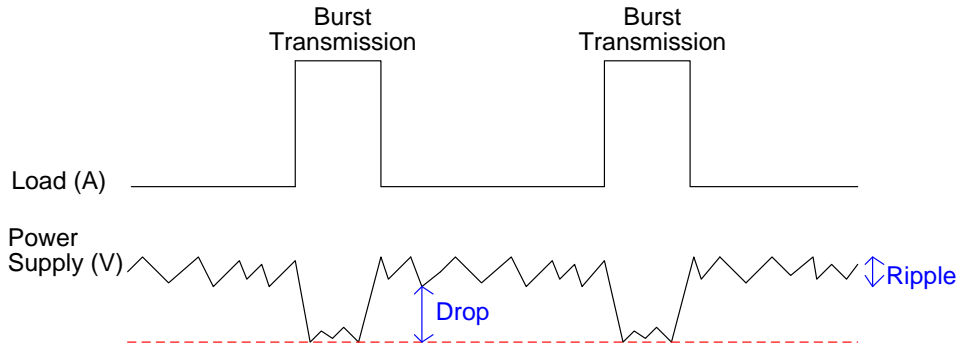 Burst
Transmission
Burst
Transmission
Load (A)
Power
Supply (V)
Ripple
Drop